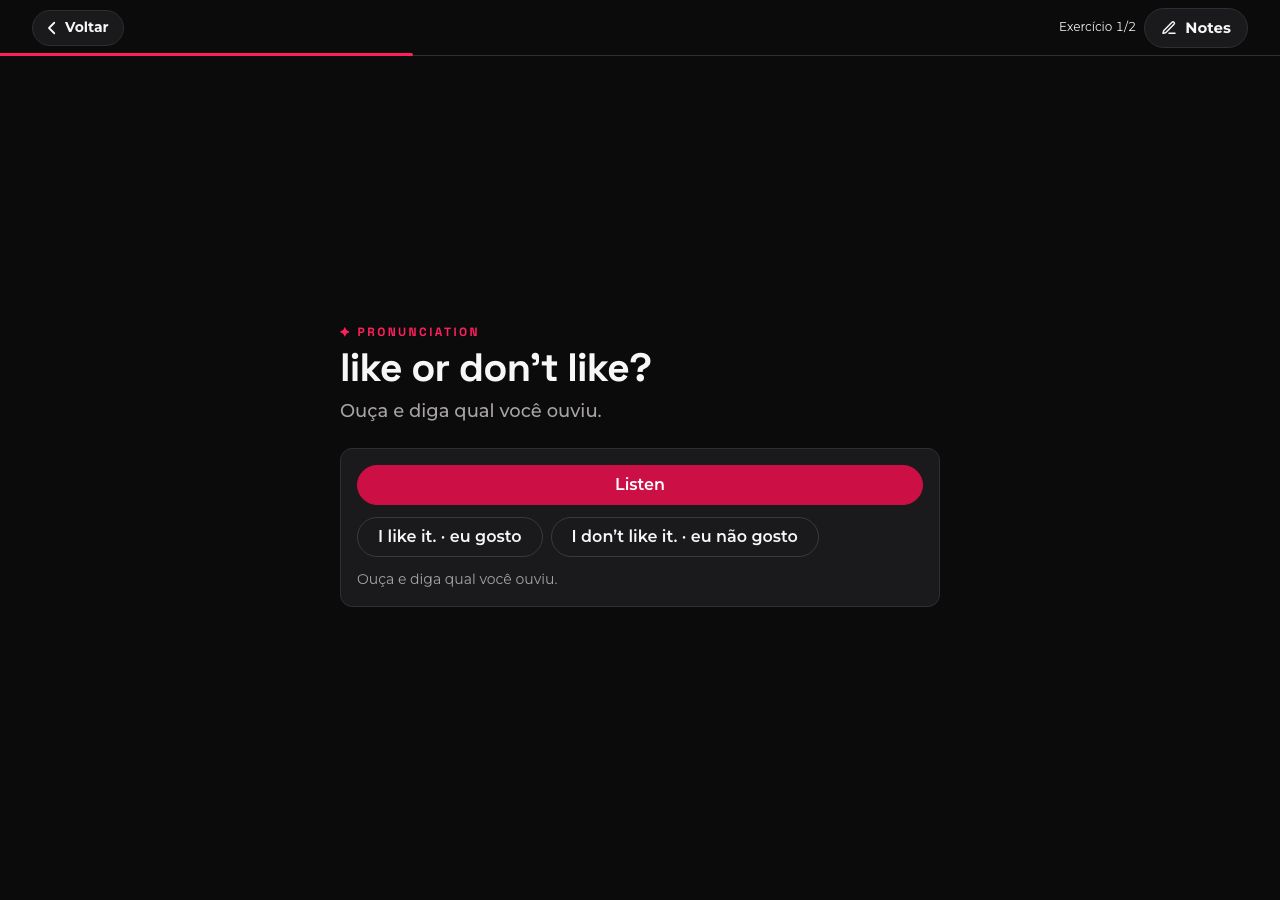 Voltar
Exercício 1/2
Notes
✦ PRONUNCIATION
like or don’t like?
Ouça e diga qual você ouviu.
Listen
I like it. · eu gosto
I don’t like it. · eu não gosto
Ouça e diga qual você ouviu.